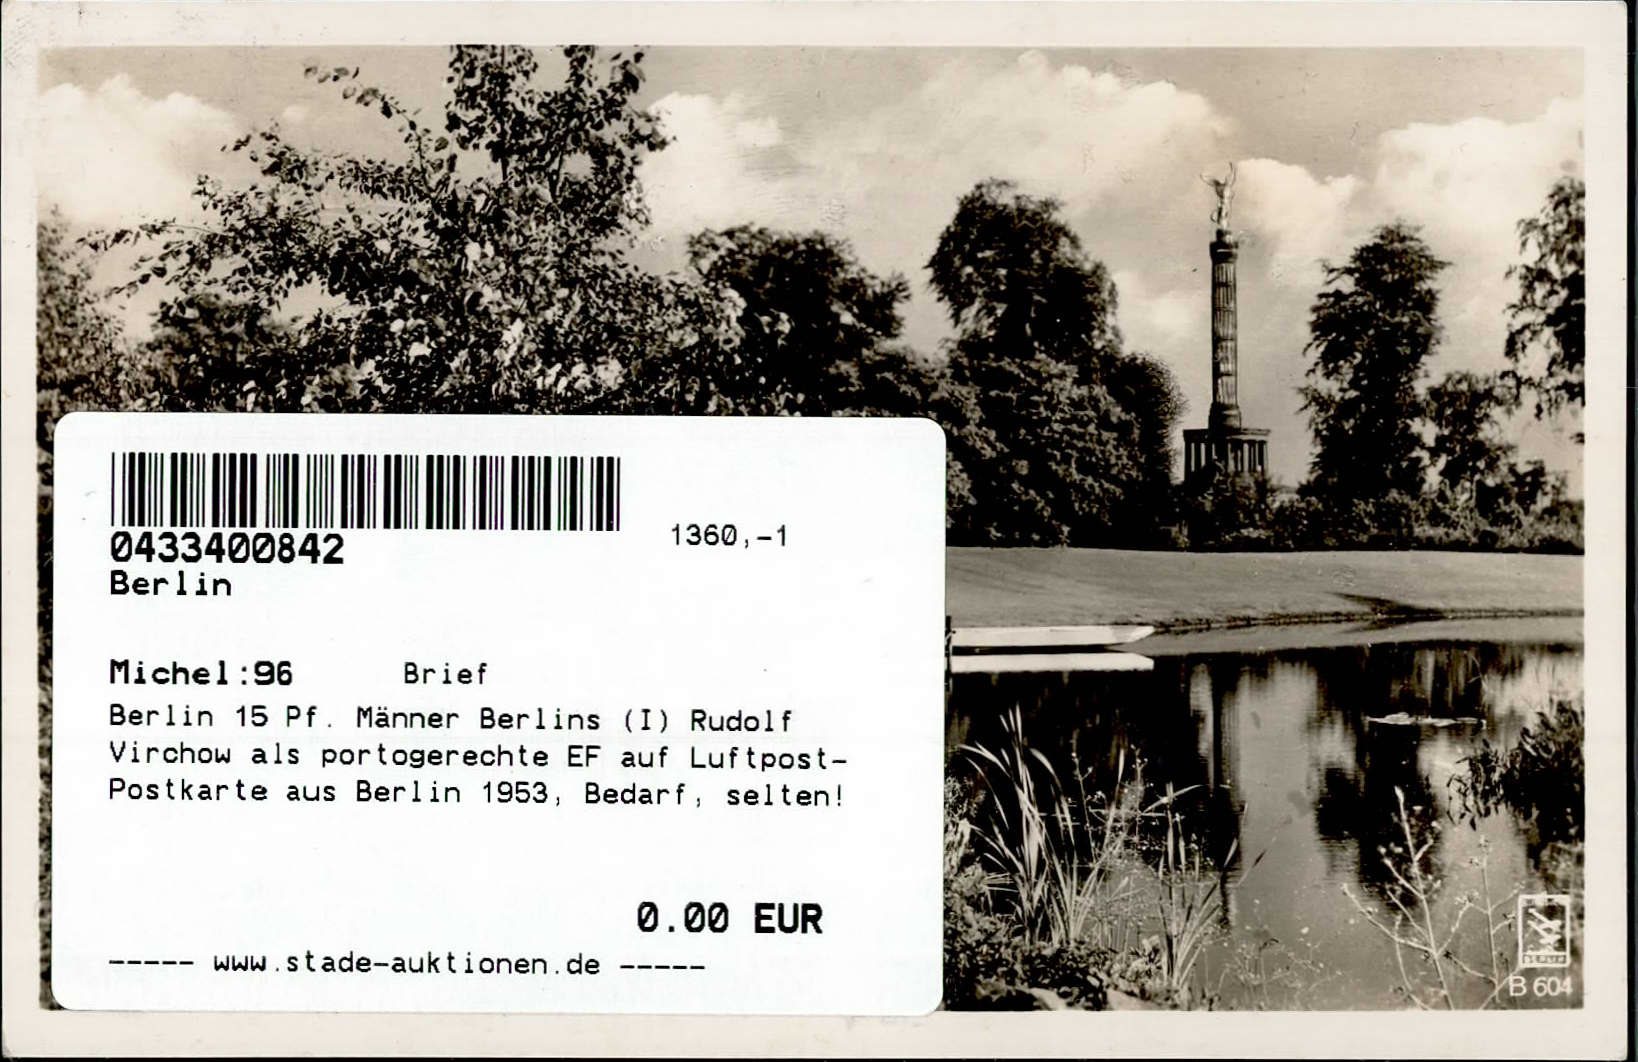 0433400842
1360,-1
Berlin
Michel:96 Brief
Berlin 15 Pf. Männer Berlins (I) Rudolf
Virchow als portogerechte EF auf Luftpost-
Postkarte aus Berlin 1953, Bedarf, selten!
0.00 EUR
----- www.stade-auktionen.de -----
BERLIN
B 604